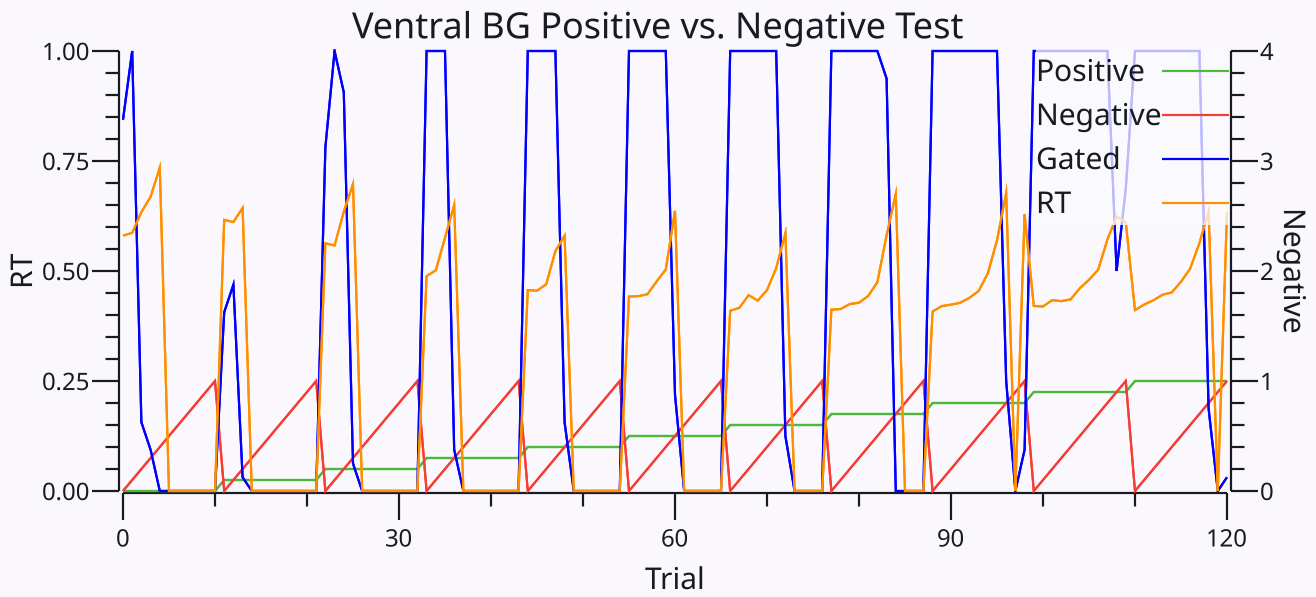 Ventral BG Positive vs. Negative Test
1.00
0.75
0.50
0.25
0.00
RT
4
3
2
1
0
Negative
Positive
Negative
Gated
RT
0
30
60
90
120
Trial